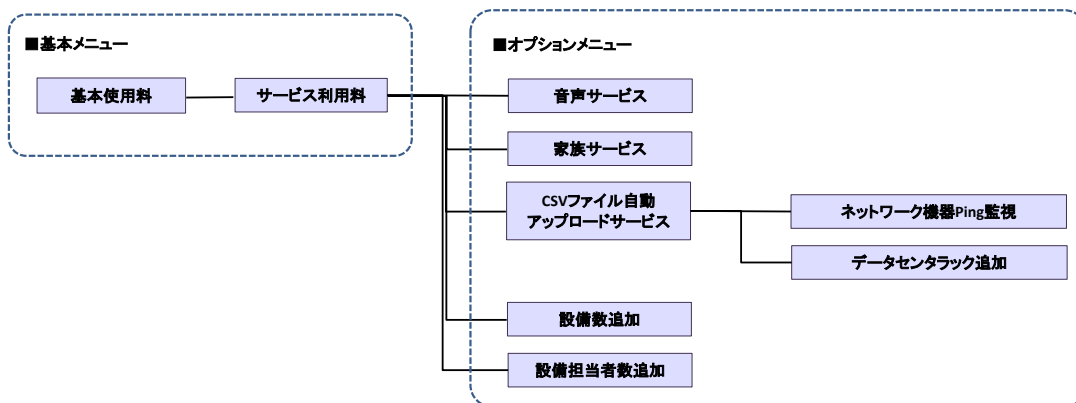 ■基本メニュー
基本使用料
サービス利用料
■オプションメニュー
音声サービス
家族サービス
CSVファイル自動
アップロードサービス
ネットワーク機器Ping監視
データセンタラック追加
設備数追加
設備担当者数追加